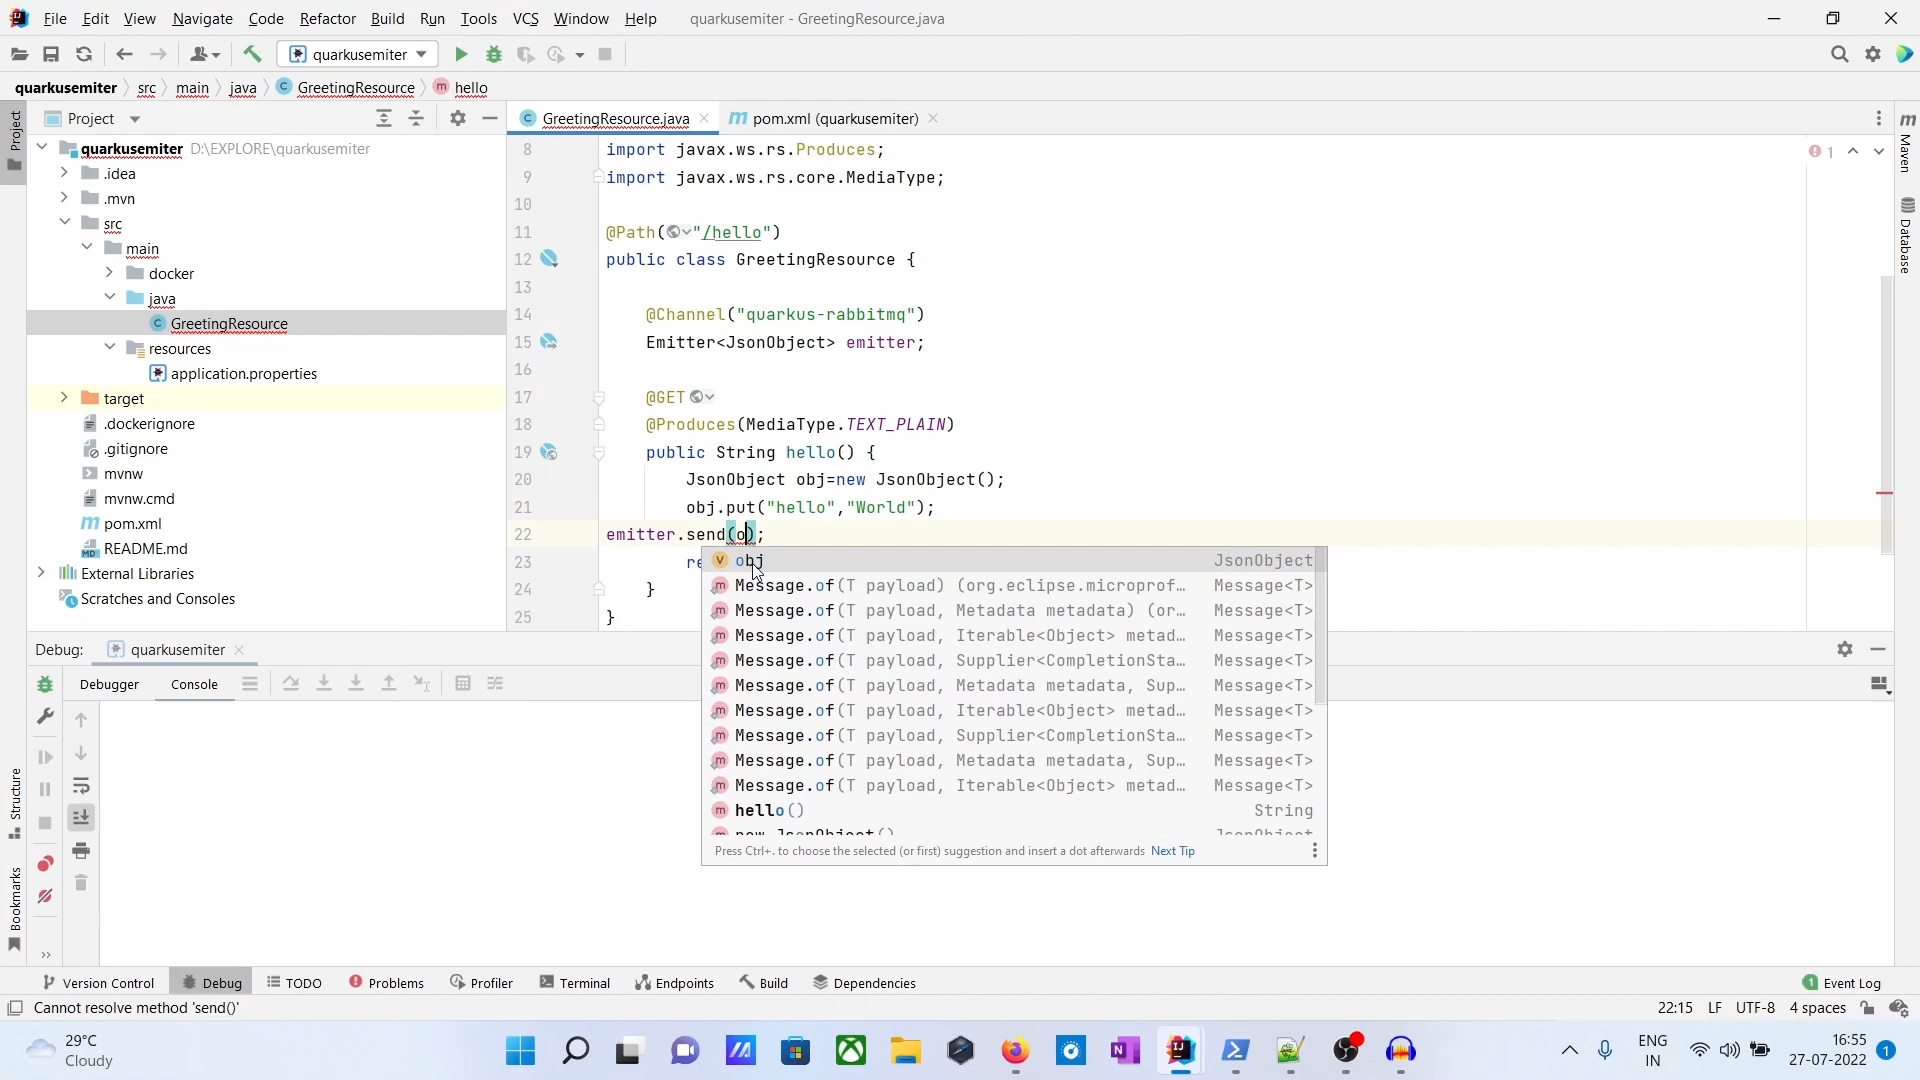 File Edit View Navigate Code Refactor Build Run Tools VCS Window Help quarkusemiter - GreetingResource.java
quarkusemiter
quarkusemiter src main java GreetingResource hello
Project
GreetingResource.java
pom.xml (quarkusemiter)
Project
Maven
Database
Structure
Bookmarks
quarkusemiter D:\EXPLORE\quarkusemiter
.idea
.mvn
src
main
docker
java
GreetingResource
resources
application.properties
target
.dockerignore
.gitignore
mvnw
mvnw.cmd
pom.xml
README.md
External Libraries
Scratches and Consoles
1
8 import javax.ws.rs.Produces;
9 import javax.ws.rs.core.MediaType;
10
11 @Path("/hello")
12 public class GreetingResource {
13
14 @Channel("quarkus-rabbitmq")
15 Emitter<JsonObject> emitter;
16
17 @GET
18 @Produces(MediaType.TEXT_PLAIN)
19 public String hello() {
20 JsonObject obj=new JsonObject();
21 obj.put("hello","World");
22 emitter.send(o);
23 re
24 }
25 }
obj JsonObject
Message.of(T payload) (org.eclipse.microprof… Message<T>
Message.of(T payload, Metadata metadata) (or… Message<T>
Message.of(T payload, Iterable<Object> metad… Message<T>
Message.of(T payload, Supplier<CompletionSta… Message<T>
Message.of(T payload, Metadata metadata, Sup… Message<T>
Message.of(T payload, Iterable<Object> metad… Message<T>
Message.of(T payload, Supplier<CompletionSta… Message<T>
Message.of(T payload, Metadata metadata, Sup… Message<T>
Message.of(T payload, Iterable<Object> metad… Message<T>
hello() String
new JsonObject() JsonObject
Press Ctrl+. to choose the selected (or first) suggestion and insert a dot afterwards Next Tip
Debug: quarkusemiter
Debugger Console
Version Control Debug TODO Problems Profiler Terminal Endpoints Build Dependencies 1 Event Log
Cannot resolve method 'send()' 22:15 LF UTF-8 4 spaces
29°C
Cloudy
ENG
IN
16:55
27-07-2022
1